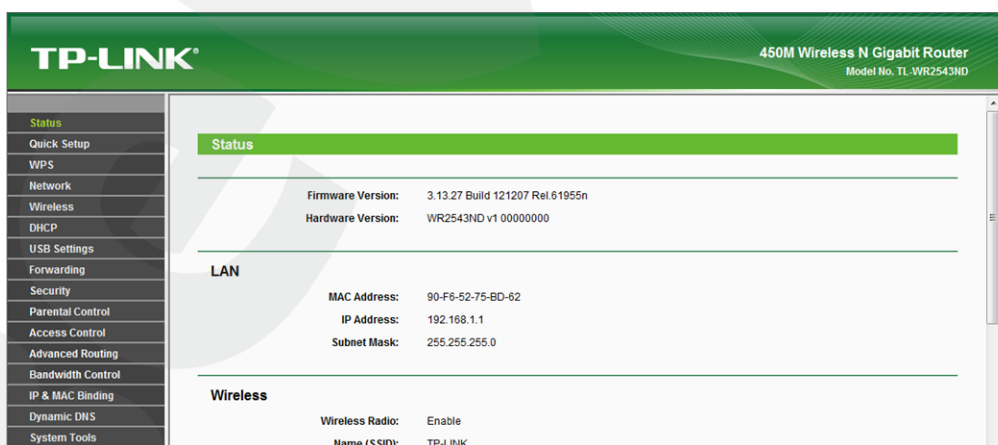 TP-LINK®
450M Wireless N Gigabit Router
Model No. TL-WR2543ND
Status
Quick Setup
WPS
Network
Wireless
DHCP
USB Settings
Forwarding
Security
Parental Control
Access Control
Advanced Routing
Bandwidth Control
IP & MAC Binding
Dynamic DNS
System Tools
Status
Firmware Version: 3.13.27 Build 121207 Rel.61955n
Hardware Version: WR2543ND v1 00000000
LAN
MAC Address: 90-F6-52-75-BD-62
IP Address: 192.168.1.1
Subnet Mask: 255.255.255.0
Wireless
Wireless Radio: Enable
Name (SSID): TP-LINK